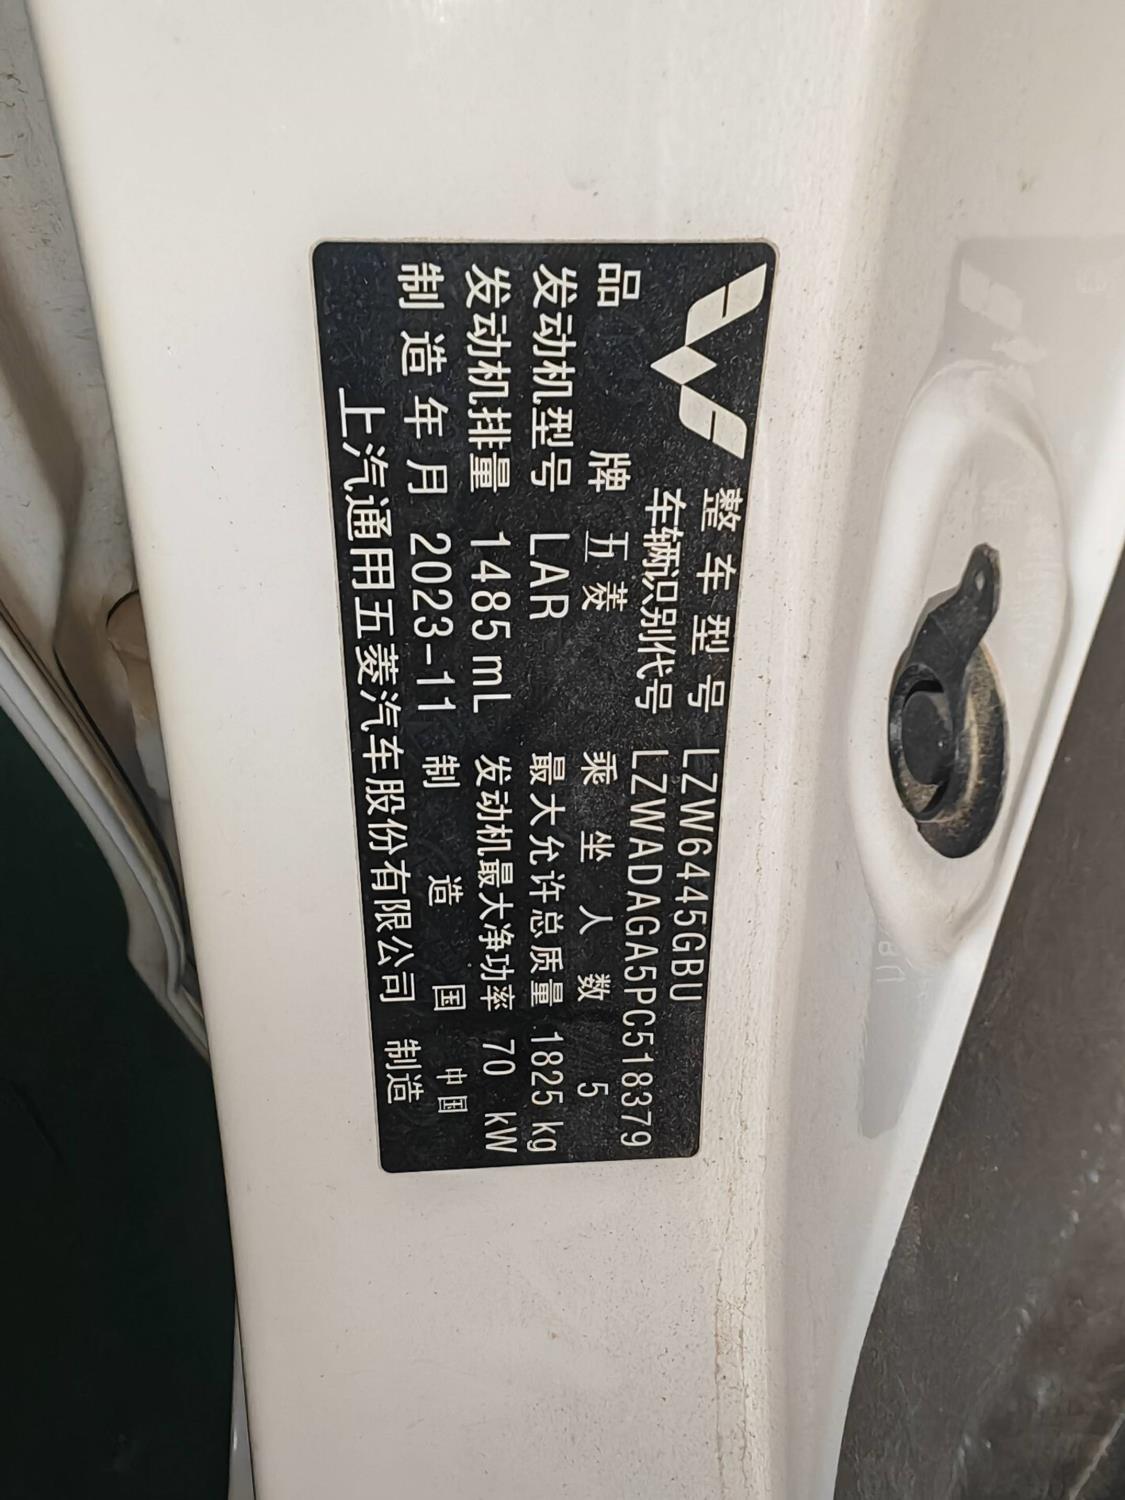 整车型号 LZW6445GBU
车辆识别代号 LZWADAGA5PC518379
品牌 五菱 乘坐人数 5
发动机型号 LAR 最大允许总质量 1825 kg
发动机排量 1485 mL 发动机最大净功率 70 kW
制造年月 2023-11 制造国 中国
上汽通用五菱汽车股份有限公司 制造